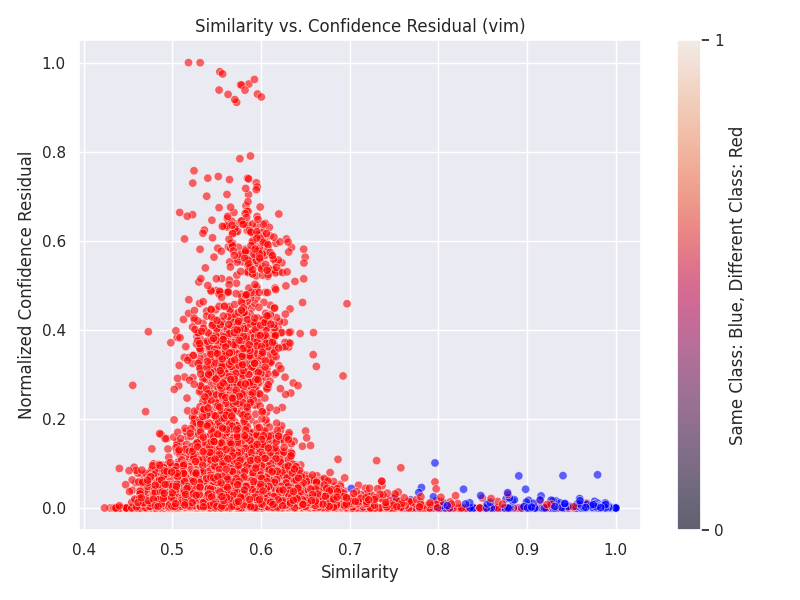 Similarity vs. Confidence Residual (vim)
Normalized Confidence Residual
1.0
0.8
0.6
0.4
0.2
0.0
0.4 0.5 0.6 0.7 0.8 0.9 1.0
Similarity
1
0
Same Class: Blue, Different Class: Red